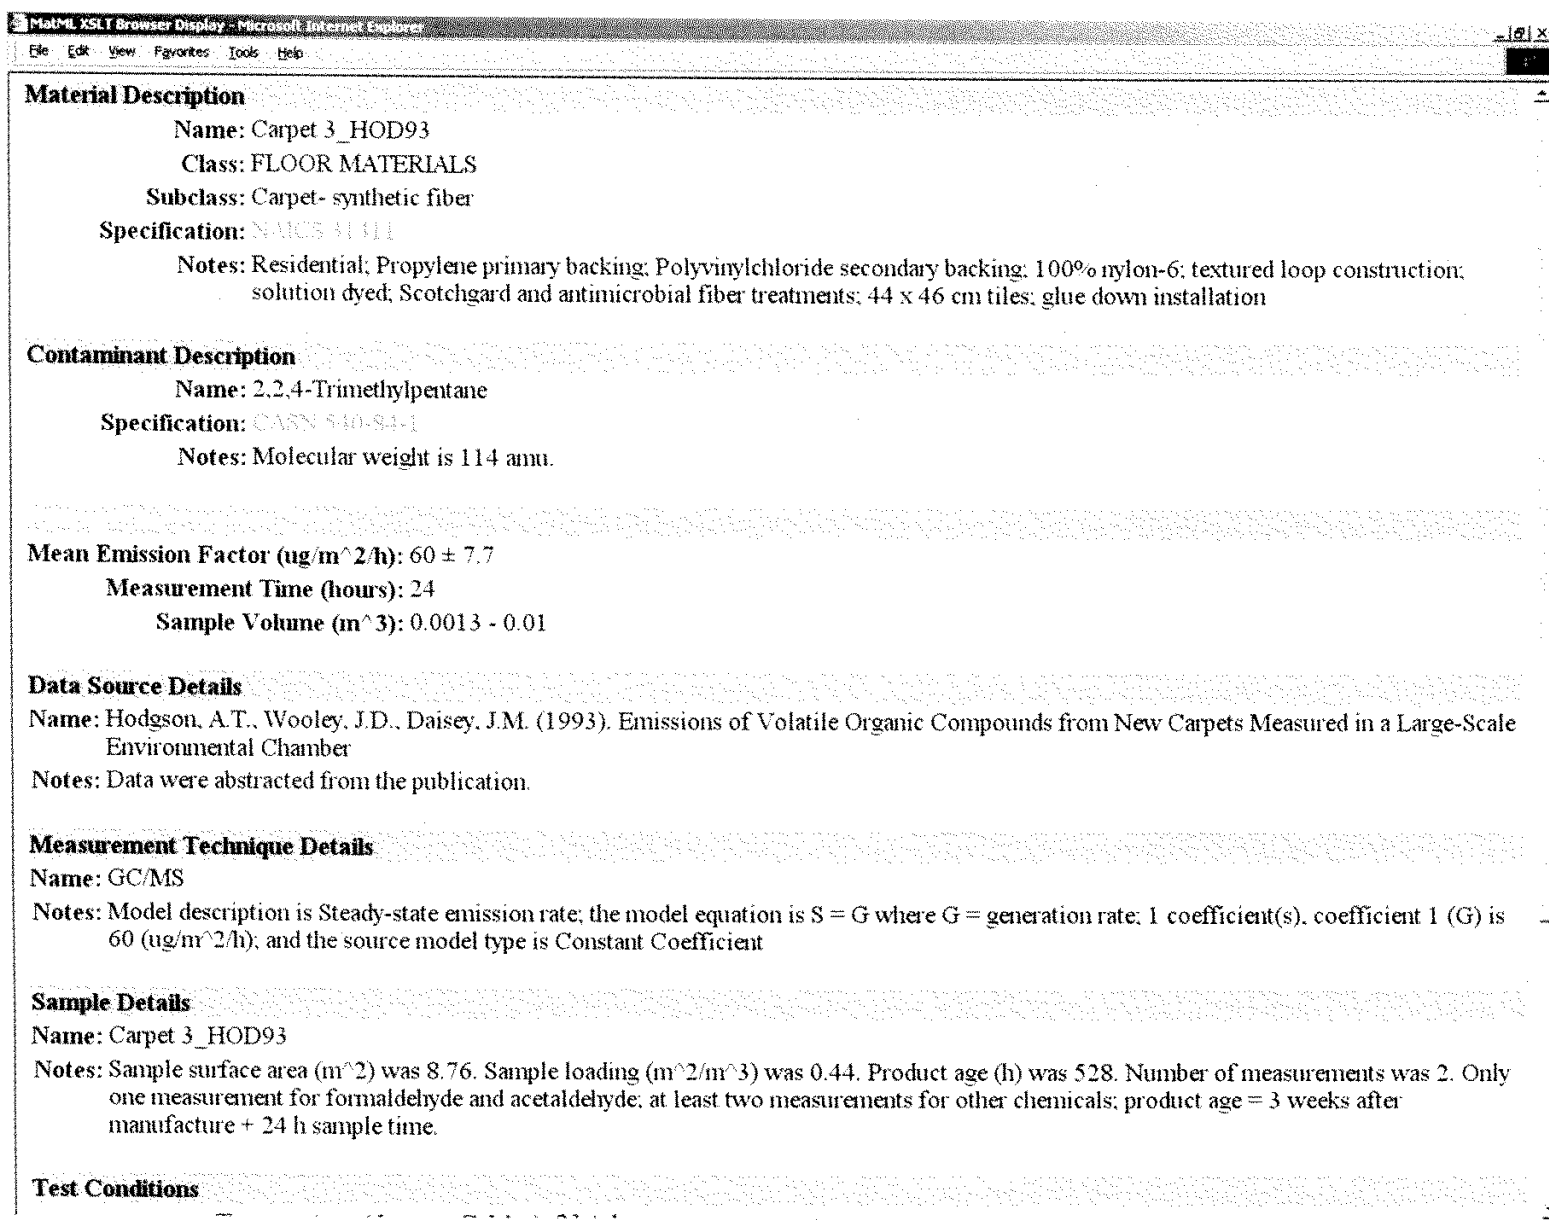 MatML XSLT Browser Display - Microsoft Internet Explorer
File Edit View Favorites Tools Help
Material Description
Name: Carpet 3_HOD93
Class: FLOOR MATERIALS
Subclass: Carpet- synthetic fiber
Specification: NAICS 31411
Notes: Residential; Propylene primary backing; Polyvinylchloride secondary backing; 100% nylon-6; textured loop construction;
solution dyed; Scotchgard and antimicrobial fiber treatments; 44 x 46 cm tiles; glue down installation
Contaminant Description
Name: 2,2,4-Trimethylpentane
Specification: CASN 540-84-1
Notes: Molecular weight is 114 amu.
Mean Emission Factor (ug/m^2/h): 60 ± 7.7
Measurement Time (hours): 24
Sample Volume (m^3): 0.0013 - 0.01
Data Source Details
Name: Hodgson, A.T., Wooley, J.D., Daisey, J.M. (1993). Emissions of Volatile Organic Compounds from New Carpets Measured in a Large-Scale
Environmental Chamber
Notes: Data were abstracted from the publication.
Measurement Technique Details
Name: GC/MS
Notes: Model description is Steady-state emission rate; the model equation is S = G where G = generation rate; 1 coefficient(s), coefficient 1 (G) is
60 (ug/m^2/h); and the source model type is Constant Coefficient
Sample Details
Name: Carpet 3_HOD93
Notes: Sample surface area (m^2) was 8.76. Sample loading (m^2/m^3) was 0.44. Product age (h) was 528. Number of measurements was 2. Only
one measurement for formaldehyde and acetaldehyde; at least two measurements for other chemicals; product age = 3 weeks after
manufacture + 24 h sample time.
Test Conditions